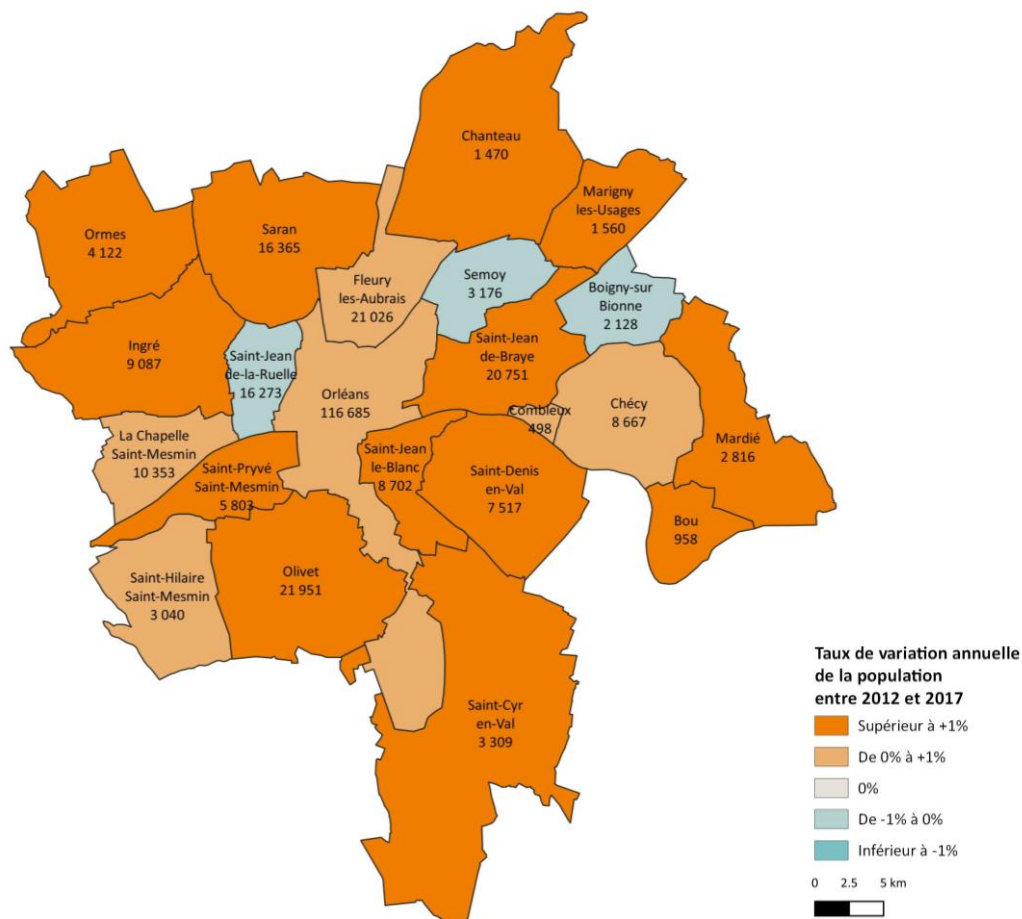 Chanteau
1 470
Marigny
les-Usages
1 560
Ormes
4 122
Saran
16 365
Fleury
les-Aubrais
21 026
Semoy
3 176
Boigny-sur
Bionne
2 128
Ingré
9 087
Saint-Jean
de-la-Ruelle
16 273
Orléans
116 685
Saint-Jean
de-Braye
20 751
Combleux
498
Chécy
8 667
Mardié
2 816
La Chapelle
Saint-Mesmin
10 353
Saint-Pryvé
Saint-Mesmin
5 803
Saint-Jean
le-Blanc
8 702
Saint-Denis
en-Val
7 517
Bou
958
Saint-Hilaire
Saint-Mesmin
3 040
Olivet
21 951
Saint-Cyr
en-Val
3 309
Taux de variation annuelle
de la population
entre 2012 et 2017
Supérieur à +1%
De 0% à +1%
0%
De -1% à 0%
Inférieur à -1%
0 2.5 5 km